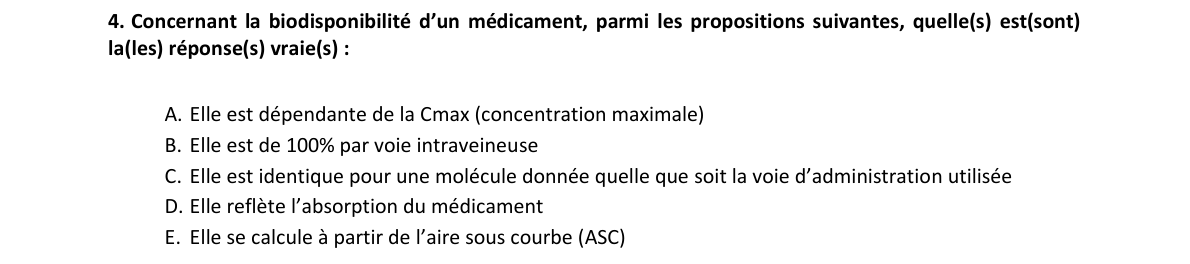 4. Concernant la biodisponibilité d’un médicament, parmi les propositions suivantes, quelle(s) est(sont)
la(les) réponse(s) vraie(s) :
A. Elle est dépendante de la Cmax (concentration maximale)
B. Elle est de 100% par voie intraveineuse
C. Elle est identique pour une molécule donnée quelle que soit la voie d’administration utilisée
D. Elle reflète l’absorption du médicament
E. Elle se calcule à partir de l’aire sous courbe (ASC)